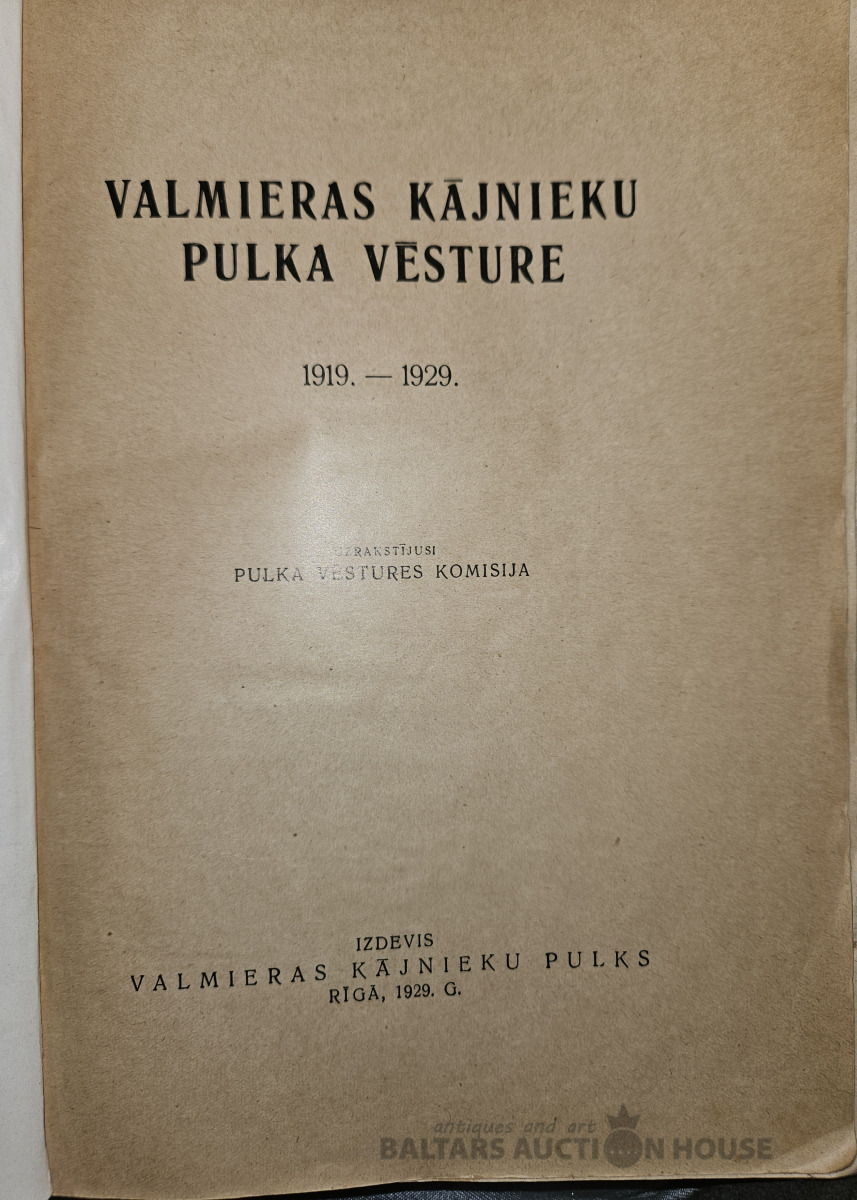 VALMIERAS KĀJNIEKU
PULKA VĒSTURE
1919. — 1929.
UZRAKSTĪJUSI
PULKA VĒSTURES KOMISIJA
IZDEVIS
VALMIERAS KĀJNIEKU PULKS
RĪGĀ, 1929. G.
antiques and art
BALTARS AUCTION HOUSE